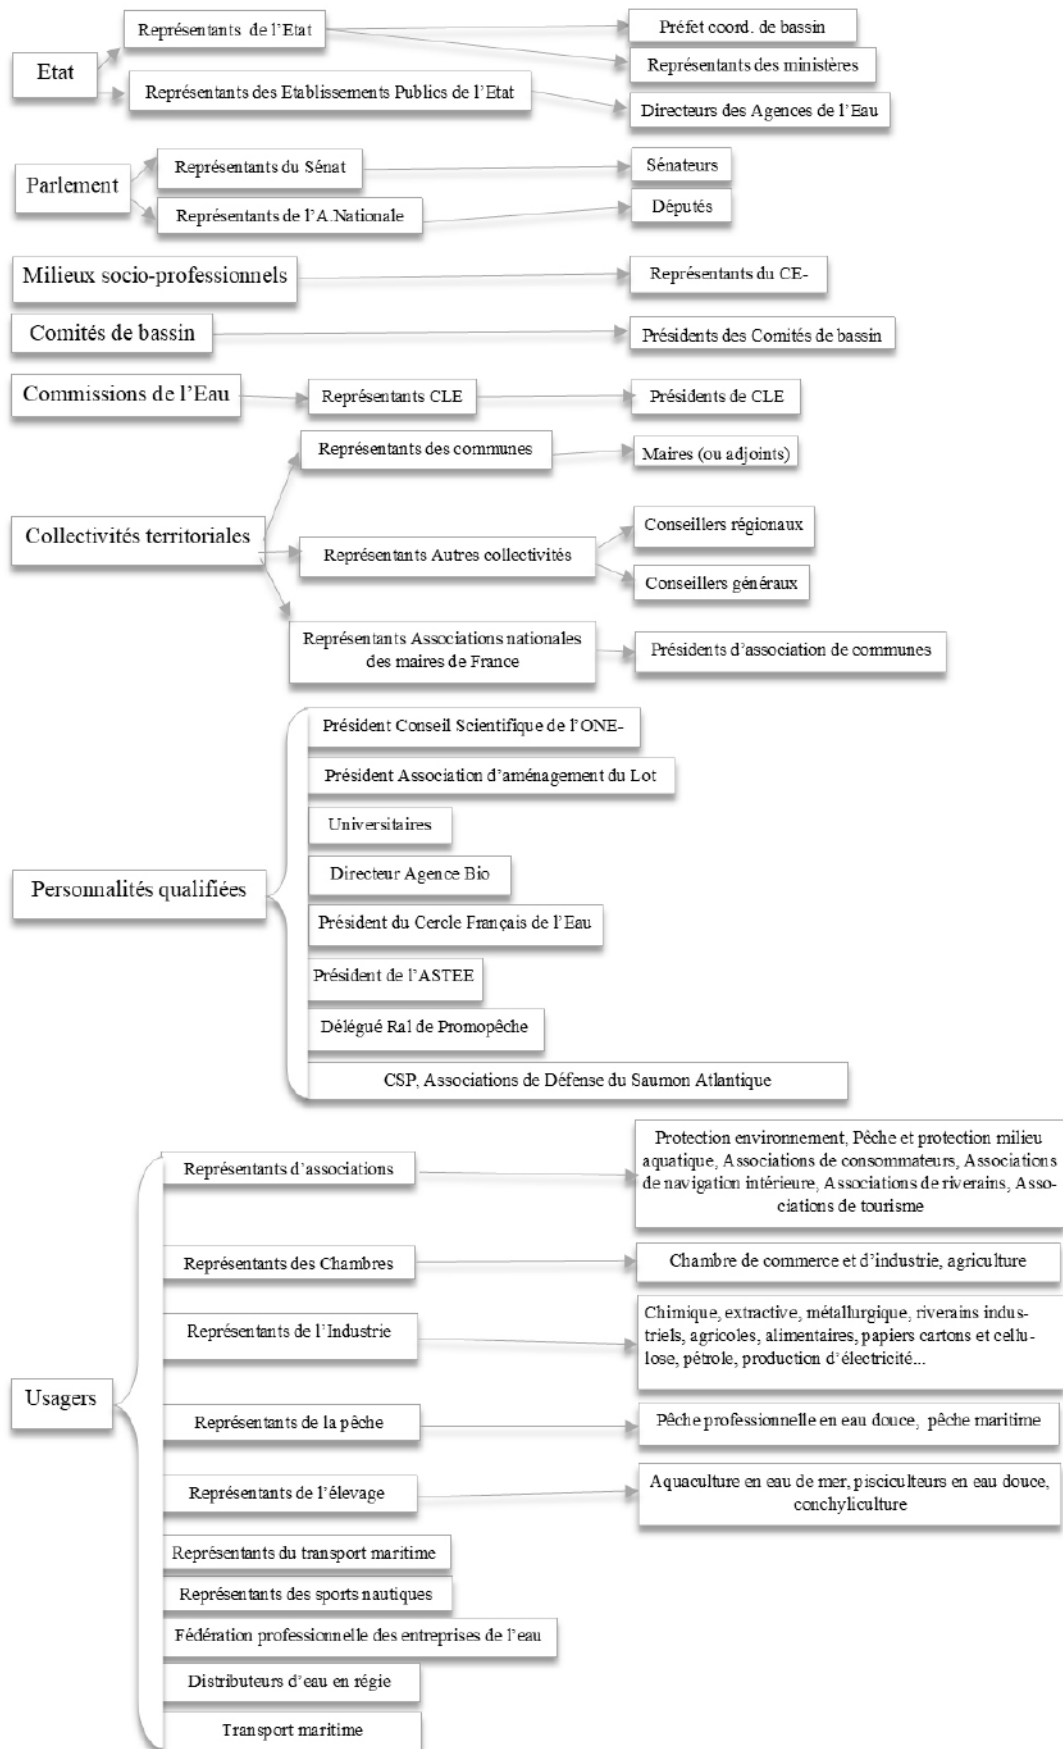 Etat
Représentants de l'Etat
Préfet coord. de bassin
Représentants des ministères
Représentants des Etablissements Publics de l'Etat
Directeurs des Agences de l'Eau
Parlement
Représentants du Sénat
Sénateurs
Représentants de l'A.Nationale
Députés
Milieux socio-professionnels
Représentants du CE-
Comités de bassin
Présidents des Comités de bassin
Commissions de l'Eau
Représentants CLE
Présidents de CLE
Collectivités territoriales
Représentants des communes
Maires (ou adjoints)
Représentants Autres collectivités
Conseillers régionaux
Conseillers généraux
Représentants Associations nationales
des maires de France
Présidents d'association de communes
Personnalités qualifiées
Président Conseil Scientifique de l'ONE-
Président Association d'aménagement du Lot
Universitaires
Directeur Agence Bio
Président du Cercle Français de l'Eau
Président de l'ASTEE
Délégué Ral de Promopêche
CSP, Associations de Défense du Saumon Atlantique
Usagers
Représentants d'associations
Protection environnement, Pêche et protection milieu
aquatique, Associations de consommateurs, Associations
de navigation intérieure, Associations de riverains, Asso-
ciations de tourisme
Représentants des Chambres
Chambre de commerce et d'industrie, agriculture
Représentants de l'Industrie
Chimique, extractive, métallurgique, riverains indus-
triels, agricoles, alimentaires, papiers cartons et cellu-
lose, pétrole, production d'électricité...
Représentants de la pêche
Pêche professionnelle en eau douce, pêche maritime
Représentants de l'élevage
Aquaculture en eau de mer, pisciculteurs en eau douce,
conchyliculture
Représentants du transport maritime
Représentants des sports nautiques
Fédération professionnelle des entreprises de l'eau
Distributeurs d'eau en régie
Transport maritime